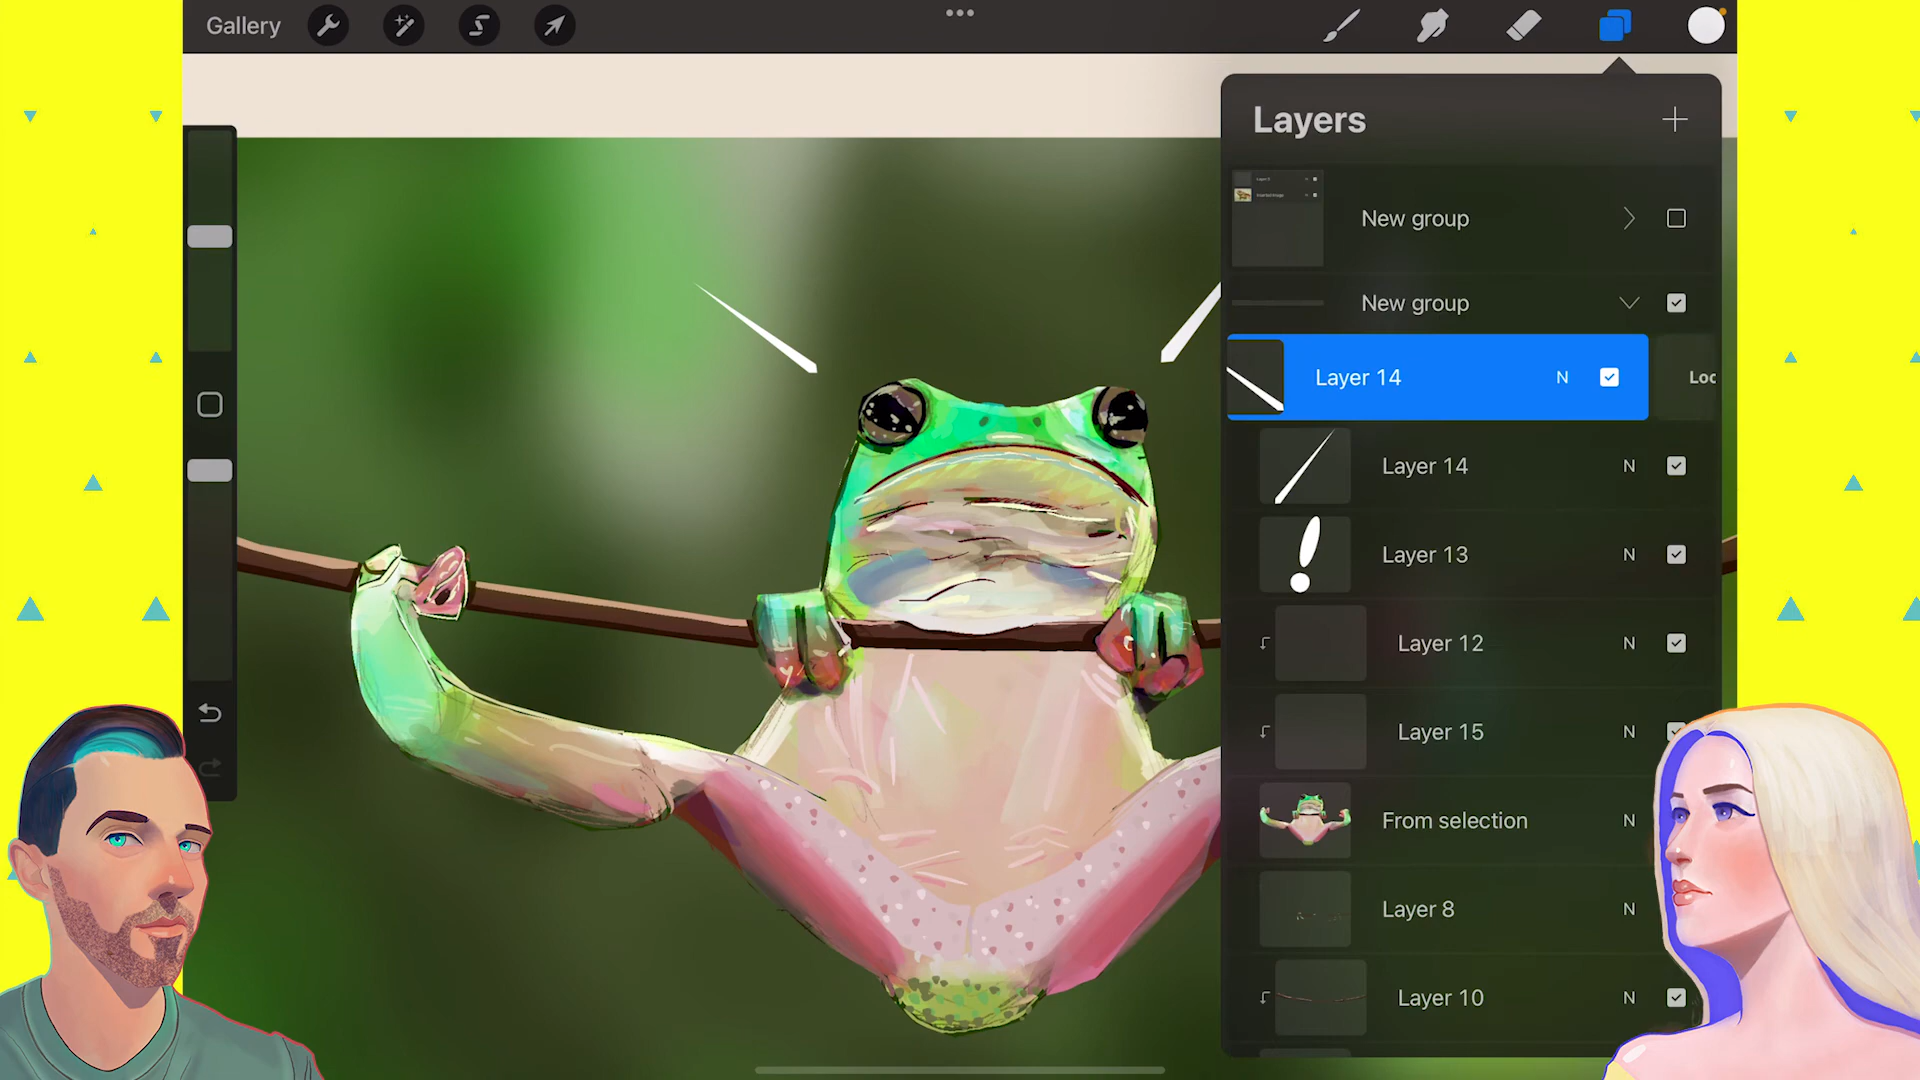 Gallery
Layers
New group
New group
Layer 14 N
Layer 14 N
Layer 13 N
Layer 12 N
Layer 15 N
From selection N
Layer 8 N
Layer 10 N